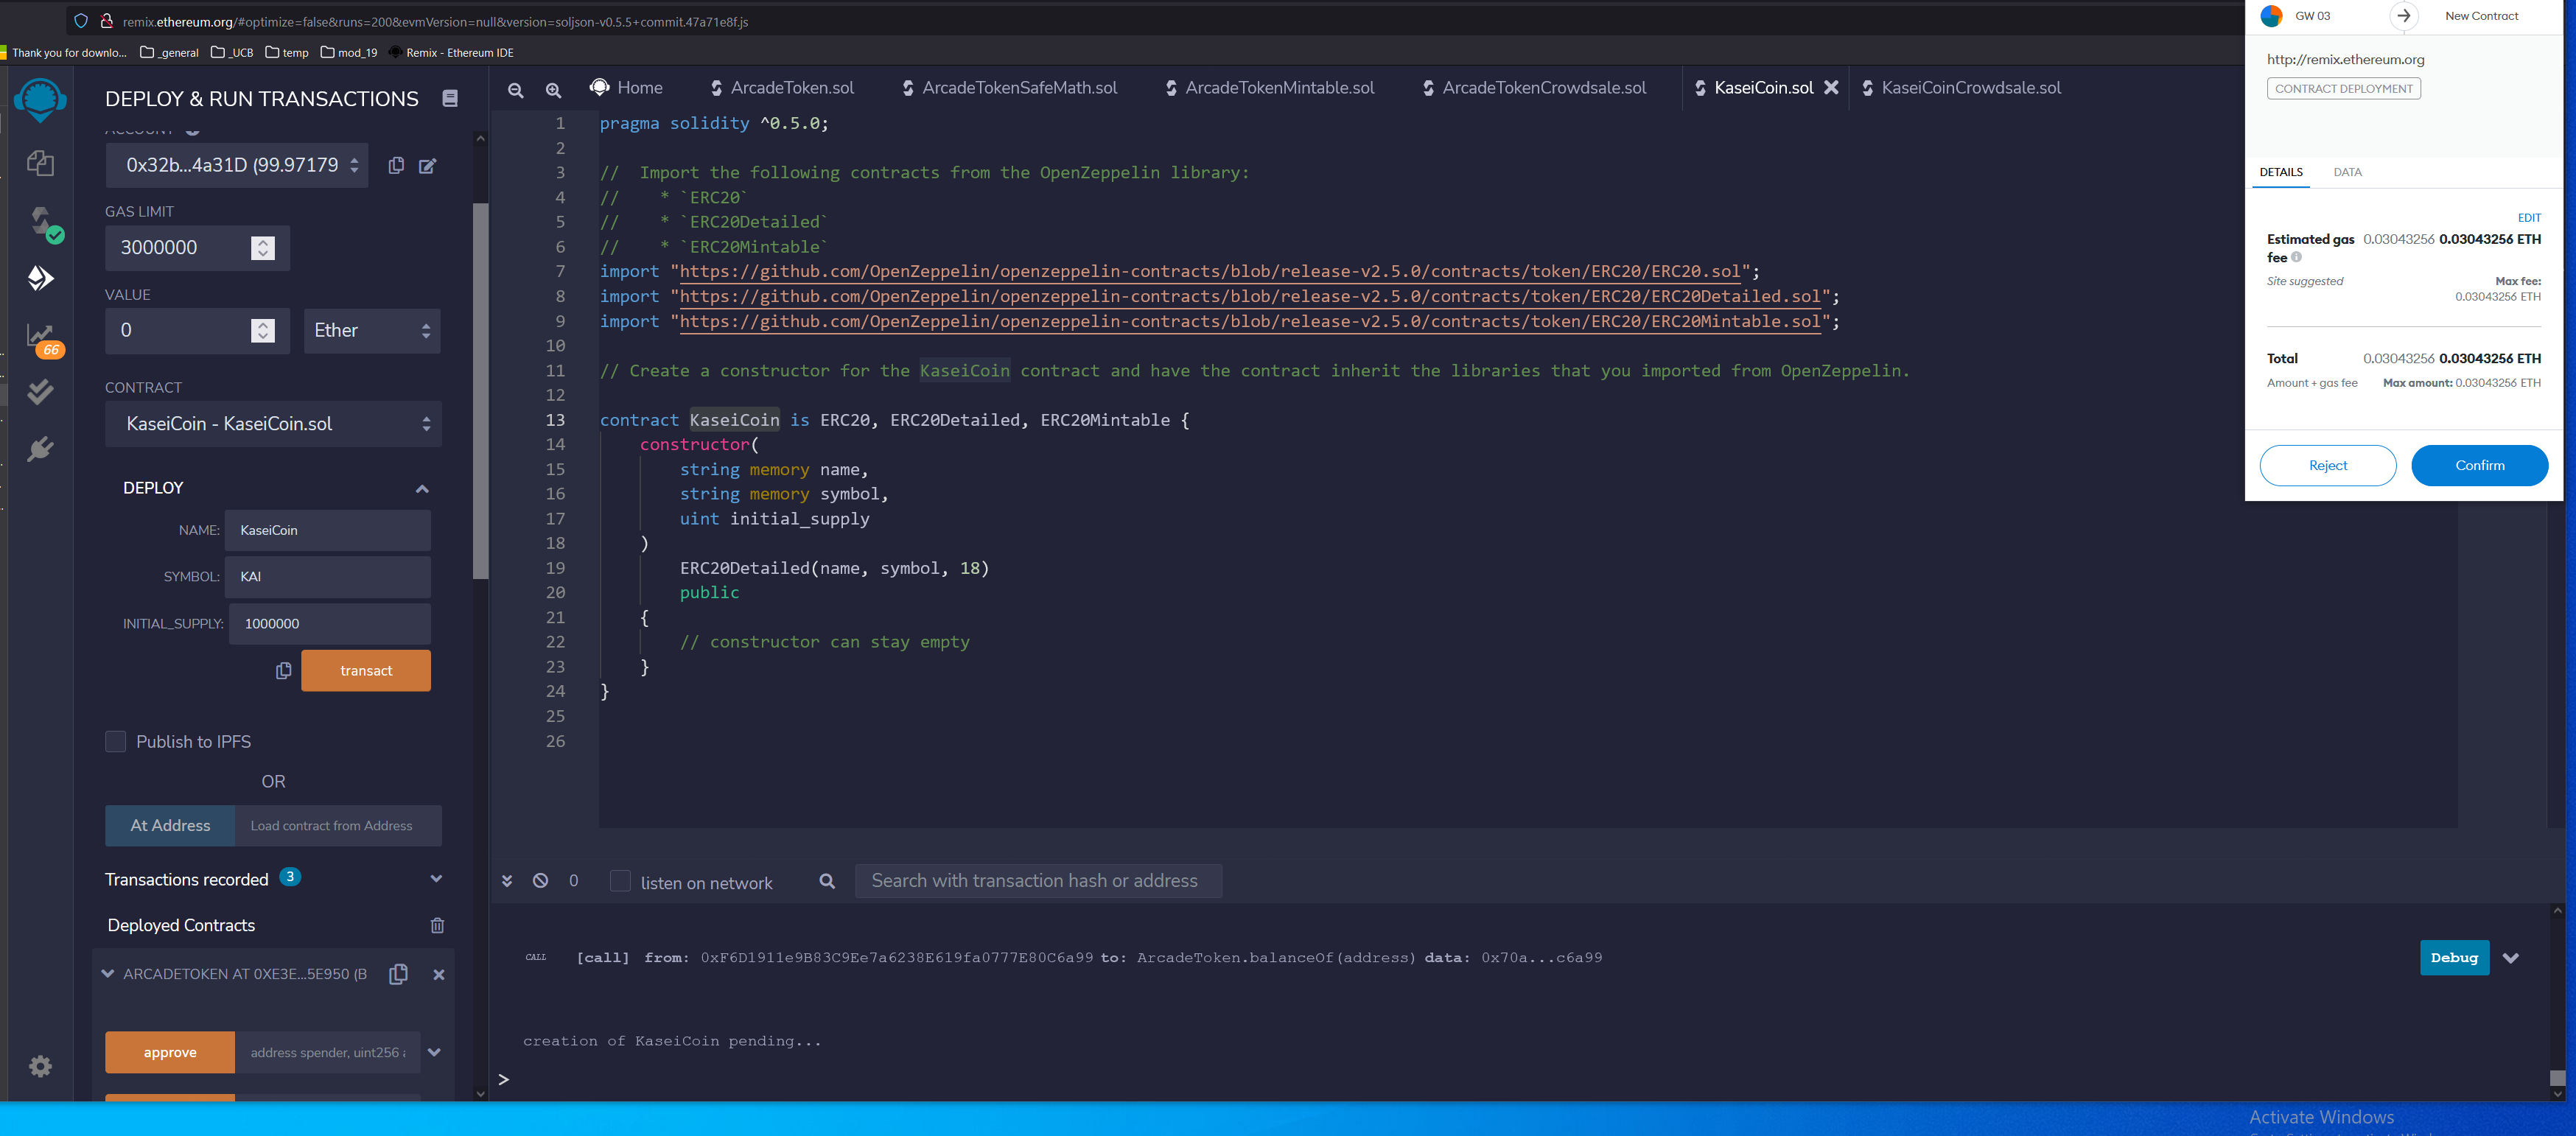 remix.ethereum.org/#optimize=false&runs=200&evmVersion=null&version=soljson-v0.5.5+commit.47a71e8f.js
Thank you for downlo... _general _UCB temp mod_19 Remix - Ethereum IDE
DEPLOY & RUN TRANSACTIONS
ACCOUNT
0x32b...4a31D (99.97179
GAS LIMIT
3000000
VALUE
0 Ether
CONTRACT
KaseiCoin - KaseiCoin.sol
DEPLOY
NAME: KaseiCoin
SYMBOL: KAI
INITIAL_SUPPLY: 1000000
transact
Publish to IPFS
OR
At Address Load contract from Address
Transactions recorded 3
Deployed Contracts
ARCADETOKEN AT 0XE3E...5E950 (B
approve address spender, uint256
66
Home ArcadeToken.sol ArcadeTokenSafeMath.sol ArcadeTokenMintable.sol ArcadeTokenCrowdsale.sol KaseiCoin.sol KaseiCoinCrowdsale.sol
1 pragma solidity ^0.5.0;
2
3 //  Import the following contracts from the OpenZeppelin library:
4 //    * `ERC20`
5 //    * `ERC20Detailed`
6 //    * `ERC20Mintable`
7 import "https://github.com/OpenZeppelin/openzeppelin-contracts/blob/release-v2.5.0/contracts/token/ERC20/ERC20.sol";
8 import "https://github.com/OpenZeppelin/openzeppelin-contracts/blob/release-v2.5.0/contracts/token/ERC20/ERC20Detailed.sol";
9 import "https://github.com/OpenZeppelin/openzeppelin-contracts/blob/release-v2.5.0/contracts/token/ERC20/ERC20Mintable.sol";
10
11 // Create a constructor for the KaseiCoin contract and have the contract inherit the libraries that you imported from OpenZeppelin.
12
13 contract KaseiCoin is ERC20, ERC20Detailed, ERC20Mintable {
14     constructor(
15         string memory name,
16         string memory symbol,
17         uint initial_supply
18     )
19         ERC20Detailed(name, symbol, 18)
20         public
21     {
22         // constructor can stay empty
23     }
24 }
25
26
0 listen on network Search with transaction hash or address
CALL [call] from: 0xF6D1911e9B83C9Ee7a6238E619fa0777E80C6a99 to: ArcadeToken.balanceOf(address) data: 0x70a...c6a99 Debug
creation of KaseiCoin pending...
>
GW 03 New Contract
http://remix.ethereum.org
CONTRACT DEPLOYMENT
DETAILS DATA
EDIT
Estimated gas fee 0.03043256 0.03043256 ETH
Site suggested Max fee:
0.03043256 ETH
Total 0.03043256 0.03043256 ETH
Amount + gas fee Max amount: 0.03043256 ETH
Reject Confirm
Activate Windows